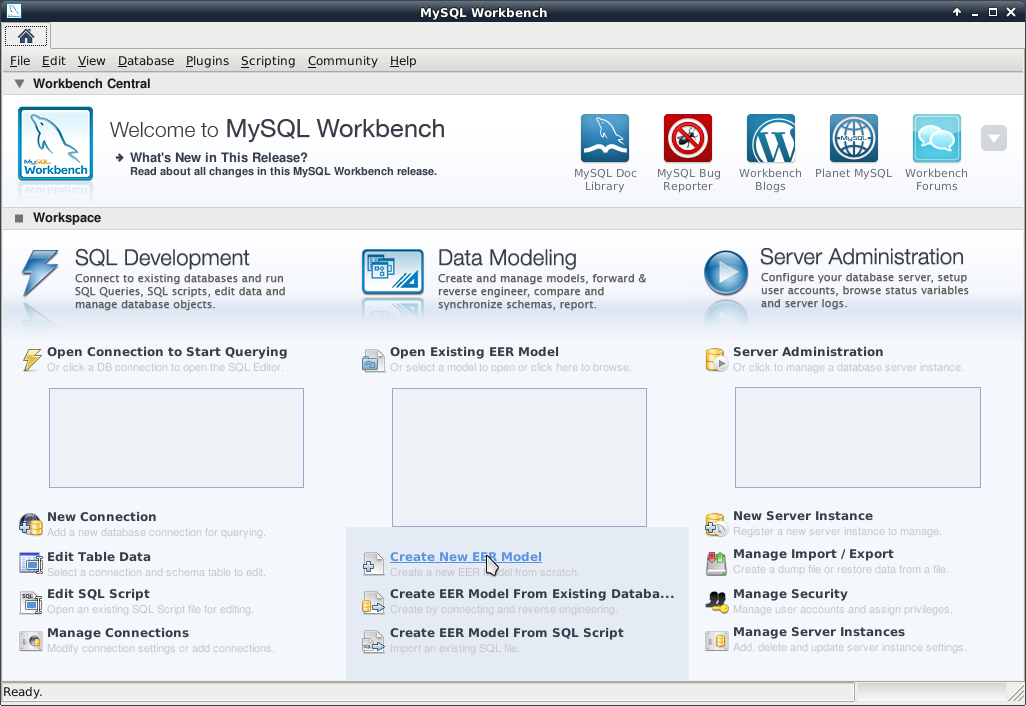 MySQL Workbench
File Edit View Database Plugins Scripting Community Help
Workbench Central
MySQL
Workbench
Welcome to MySQL Workbench
What's New in This Release?
Read about all changes in this MySQL Workbench release.
MySQL Doc
Library
MySQL Bug
Reporter
Workbench
Blogs
MySQL
Planet MySQL
Workbench
Forums
Workspace
SQL Development
Connect to existing databases and run
SQL Queries, SQL scripts, edit data and
manage database objects.
Open Connection to Start Querying
Or click a DB connection to open the SQL Editor.
New Connection
Add a new database connection for querying.
Edit Table Data
Select a connection and schema table to edit.
SQL
Edit SQL Script
Open an existing SQL Script file for editing.
Manage Connections
Modify connection settings or add connections.
Data Modeling
Create and manage models, forward &
reverse engineer, compare and
synchronize schemas, report.
Open Existing EER Model
Or select a model to open or click here to browse.
Create New EER Model
Create a new EER model from scratch.
Create EER Model From Existing Databa...
Create by connecting and reverse engineering.
SQL
Create EER Model From SQL Script
Import an existing SQL file.
Server Administration
Configure your database server, setup
user accounts, browse status variables
and server logs.
Server Administration
Or click to manage a database server instance.
New Server Instance
Register a new server instance to manage.
Manage Import / Export
Create a dump file or restore data from a file.
Manage Security
Manage user accounts and assign privileges.
Manage Server Instances
Add, delete and update server instance settings.
Ready.